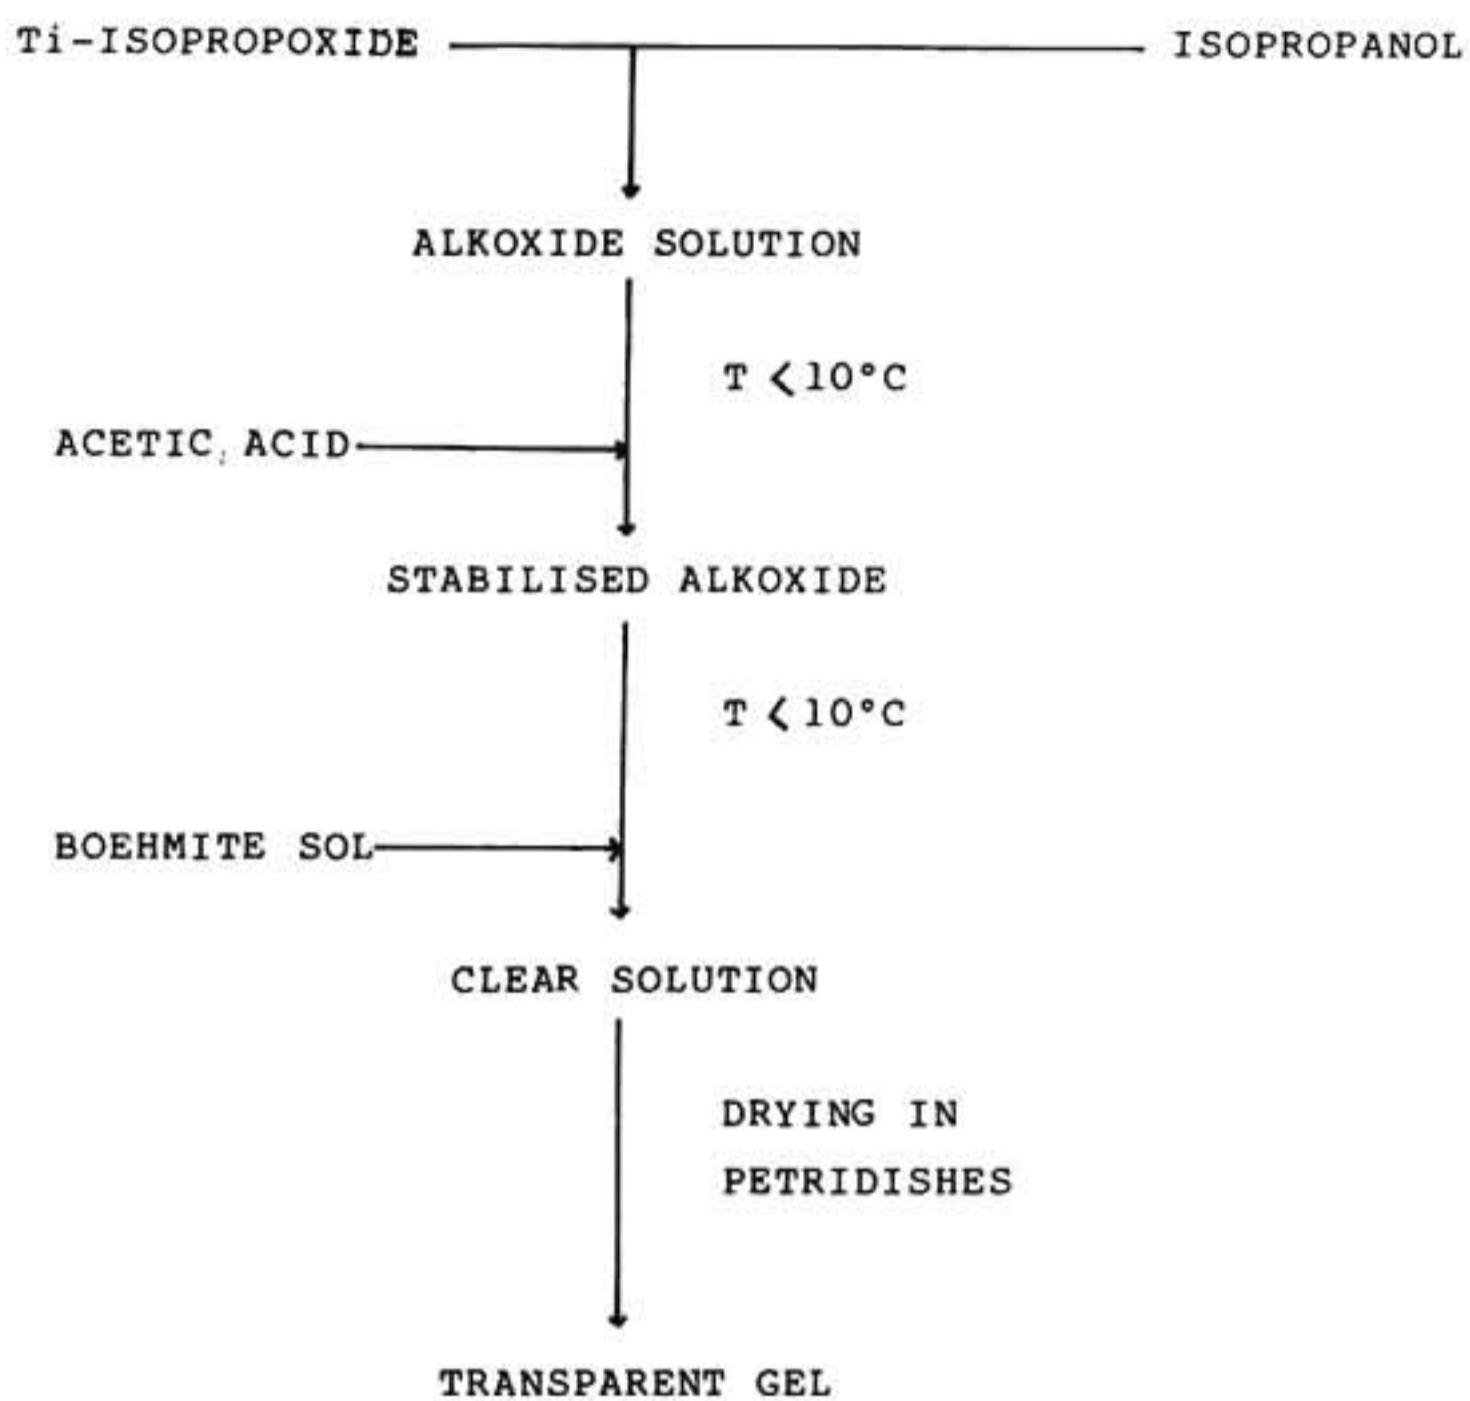 Ti-ISOPROPOXIDE ISOPROPANOL
ALKOXIDE SOLUTION
T <10°C
ACETIC ACID
STABILISED ALKOXIDE
T <10°C
BOEHMITE SOL
CLEAR SOLUTION
DRYING IN
PETRIDISHES
TRANSPARENT GEL